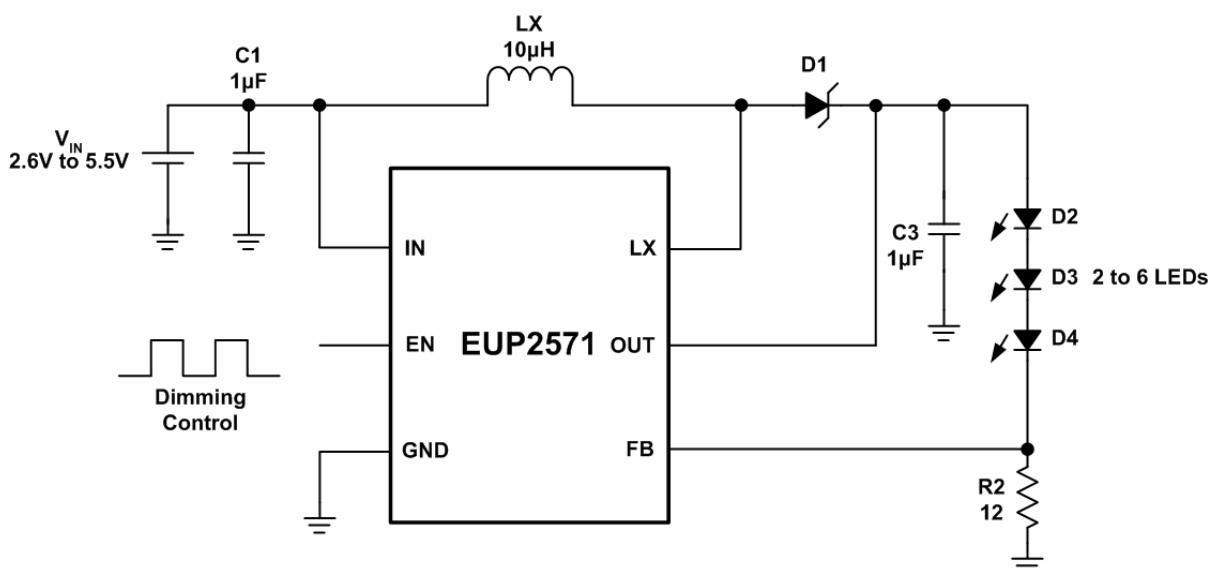 LX
10µH
C1
1µF
D1
V_IN
2.6V to 5.5V
IN
LX
C3
1µF
D2
D3 2 to 6 LEDs
D4
EN
EUP2571
OUT
Dimming
Control
GND
FB
R2
12